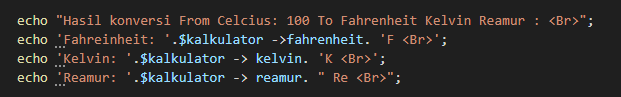 echo "Hasil konversi From Celcius: 100 To Fahrenheit Kelvin Reamur : <Br>";
echo 'Fahreinheit: '.$kalkulator ->fahrenheit. 'F <Br>';
echo 'Kelvin: '.$kalkulator -> kelvin. 'K <Br>';
echo 'Reamur: '.$kalkulator -> reamur. " Re <Br>";